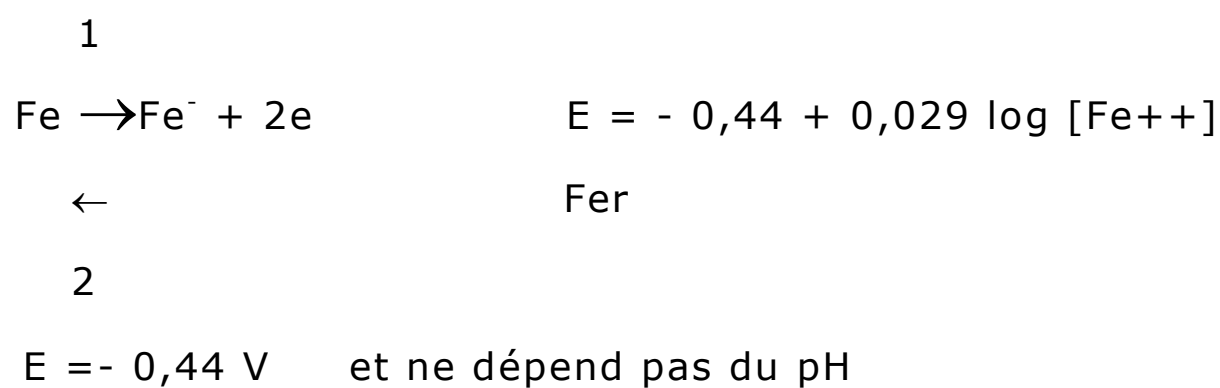 1
Fe →Fe⁻ + 2e E = - 0,44 + 0,029 log [Fe++]
← Fer
2
E =- 0,44 V et ne dépend pas du pH